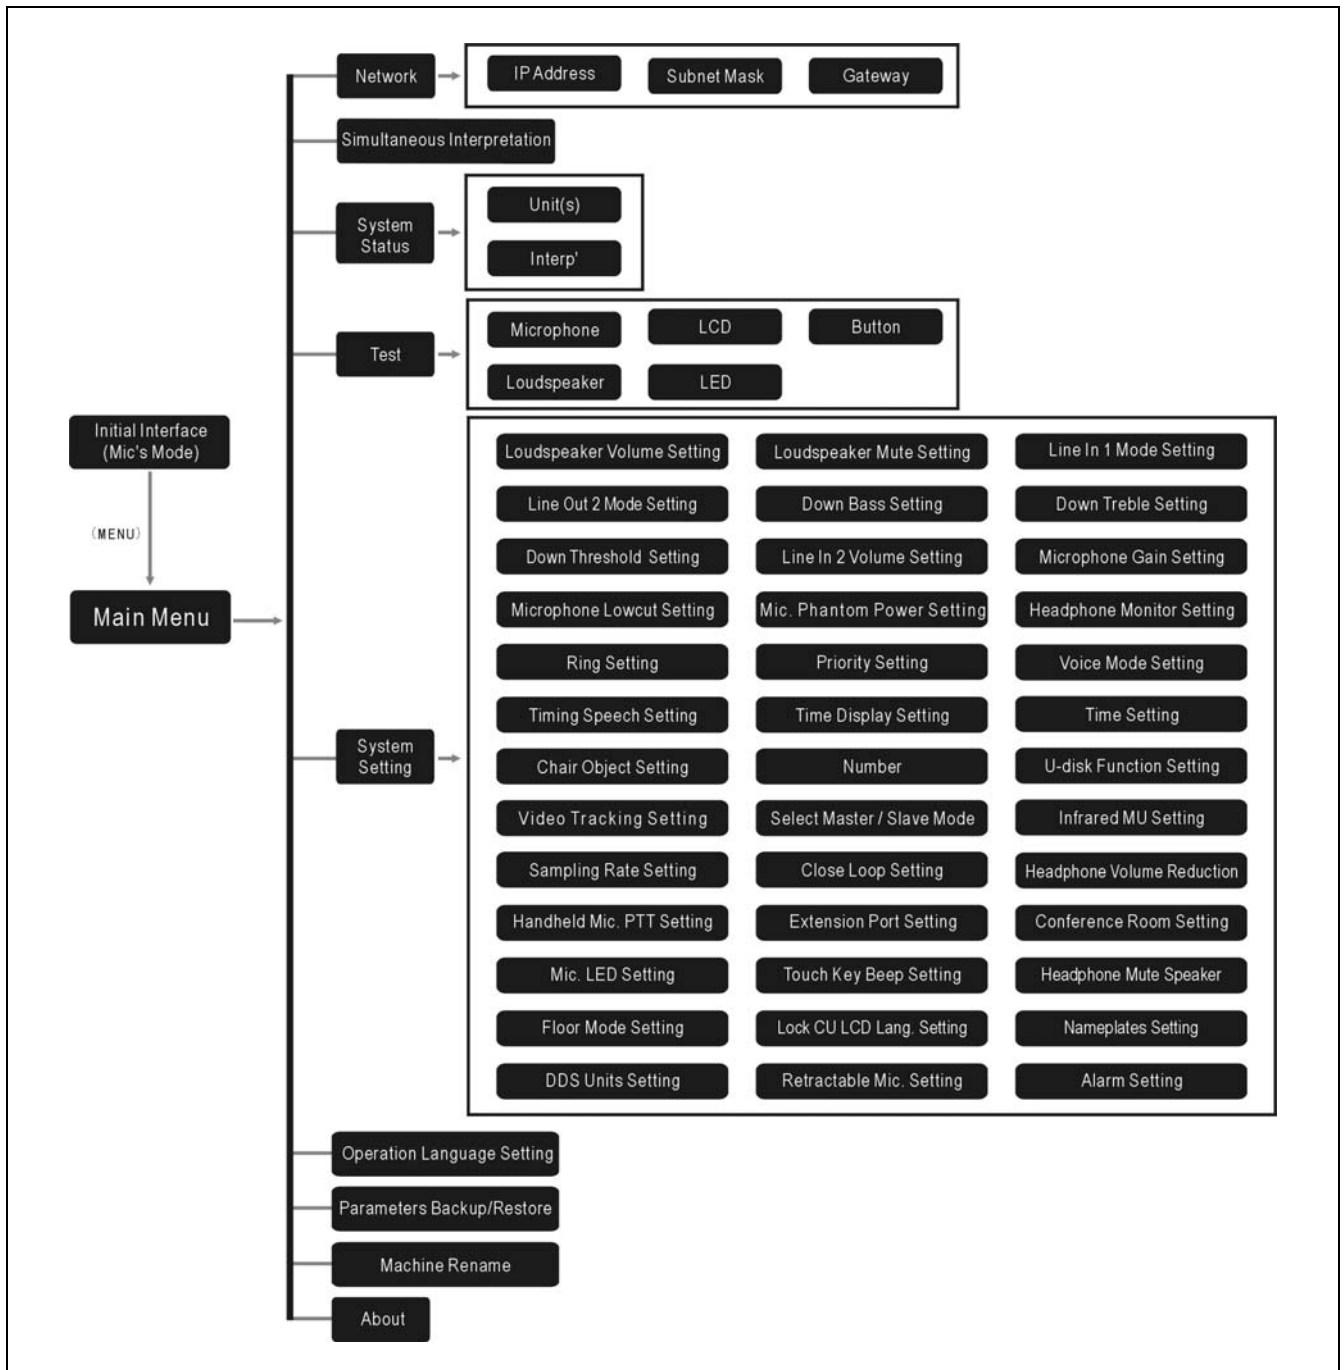 Network
IP Address
Subnet Mask
Gateway
Simultaneous Interpretation
System
Status
Unit(s)
Interp'
Test
Microphone
LCD
Button
Loudspeaker
LED
Initial Interface
(Mic's Mode)
(MENU)
Main Menu
System
Setting
Loudspeaker Volume Setting
Loudspeaker Mute Setting
Line In 1 Mode Setting
Line Out 2 Mode Setting
Down Bass Setting
Down Treble Setting
Down Threshold Setting
Line In 2 Volume Setting
Microphone Gain Setting
Microphone Lowcut Setting
Mic. Phantom Power Setting
Headphone Monitor Setting
Ring Setting
Priority Setting
Voice Mode Setting
Timing Speech Setting
Time Display Setting
Time Setting
Chair Object Setting
Number
U-disk Function Setting
Video Tracking Setting
Select Master / Slave Mode
Infrared MU Setting
Sampling Rate Setting
Close Loop Setting
Headphone Volume Reduction
Handheld Mic. PTT Setting
Extension Port Setting
Conference Room Setting
Mic. LED Setting
Touch Key Beep Setting
Headphone Mute Speaker
Floor Mode Setting
Lock CU LCD Lang. Setting
Nameplates Setting
DDS Units Setting
Retractable Mic. Setting
Alarm Setting
Operation Language Setting
Parameters Backup/Restore
Machine Rename
About